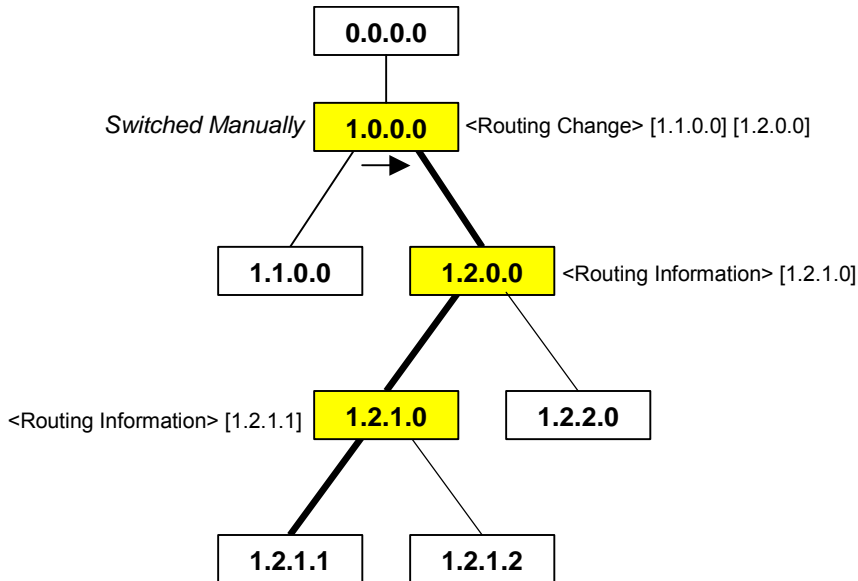 0.0.0.0
Switched Manually 1.0.0.0 <Routing Change> [1.1.0.0] [1.2.0.0]
1.1.0.0 1.2.0.0 <Routing Information> [1.2.1.0]
<Routing Information> [1.2.1.1] 1.2.1.0 1.2.2.0
1.2.1.1 1.2.1.2